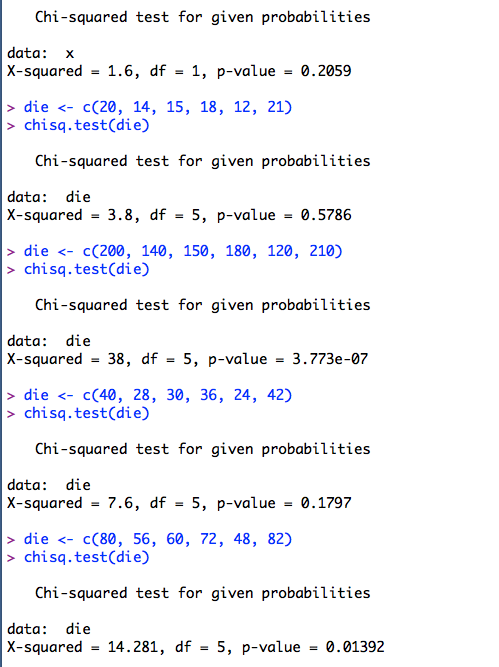 Chi-squared test for given probabilities
data:  x
X-squared = 1.6, df = 1, p-value = 0.2059
> die <- c(20, 14, 15, 18, 12, 21)
> chisq.test(die)
Chi-squared test for given probabilities
data:  die
X-squared = 3.8, df = 5, p-value = 0.5786
> die <- c(200, 140, 150, 180, 120, 210)
> chisq.test(die)
Chi-squared test for given probabilities
data:  die
X-squared = 38, df = 5, p-value = 3.773e-07
> die <- c(40, 28, 30, 36, 24, 42)
> chisq.test(die)
Chi-squared test for given probabilities
data:  die
X-squared = 7.6, df = 5, p-value = 0.1797
> die <- c(80, 56, 60, 72, 48, 82)
> chisq.test(die)
Chi-squared test for given probabilities
data:  die
X-squared = 14.281, df = 5, p-value = 0.01392